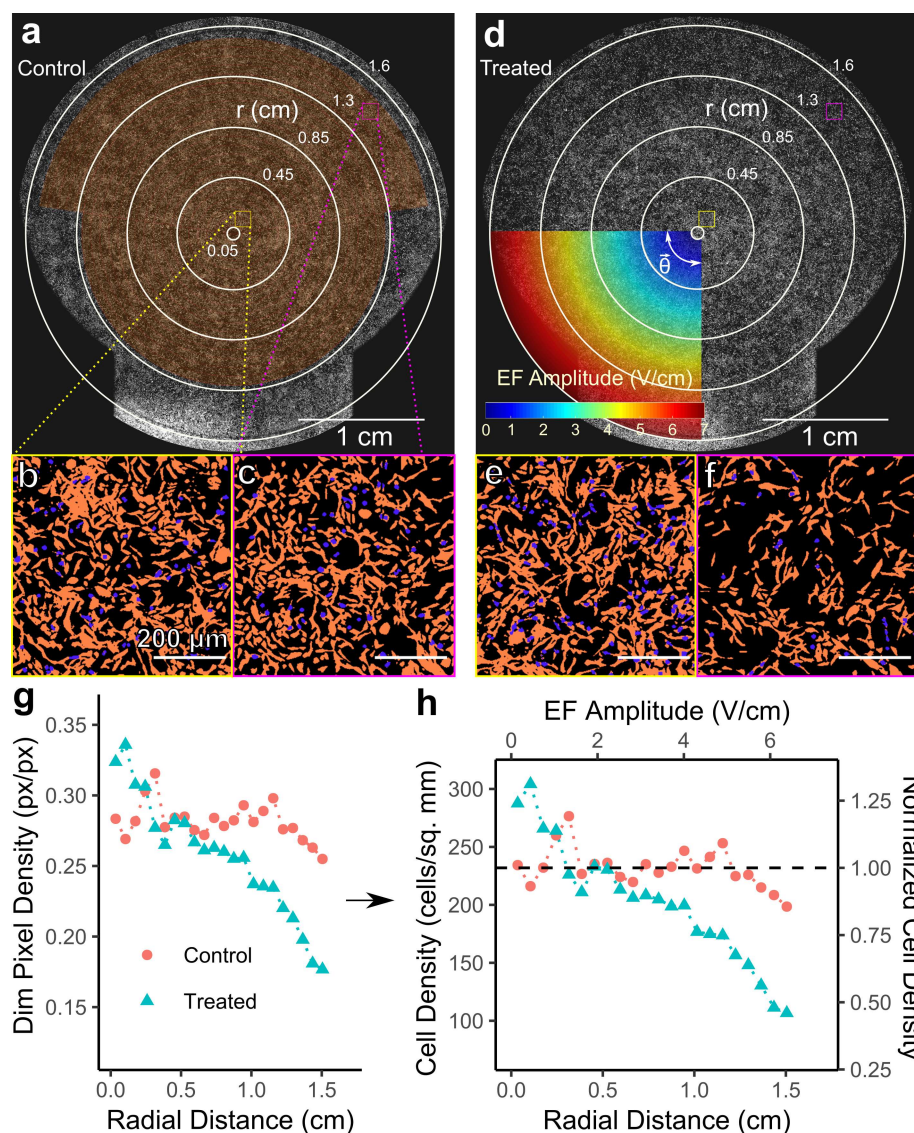 a
Control
1.6
1.3
r (cm)
0.85
0.45
0.05
1 cm
d
Treated
1.6
1.3
r (cm)
0.85
0.45
θ
EF Amplitude (V/cm)
0 1 2 3 4 5 6 7
1 cm
b
200 μm
c
e
f
g
0.35
0.30
0.25
0.20
0.15
Dim Pixel Density (px/px)
Control
Treated
0.0 0.5 1.0 1.5
Radial Distance (cm)
h
EF Amplitude (V/cm)
0 2 4 6
300
250
200
150
100
Cell Density (cells/sq. mm)
1.25
1.00
0.75
0.50
0.25
Normalized Cell
Density
0.0 0.5 1.0 1.5
Radial Distance (cm)